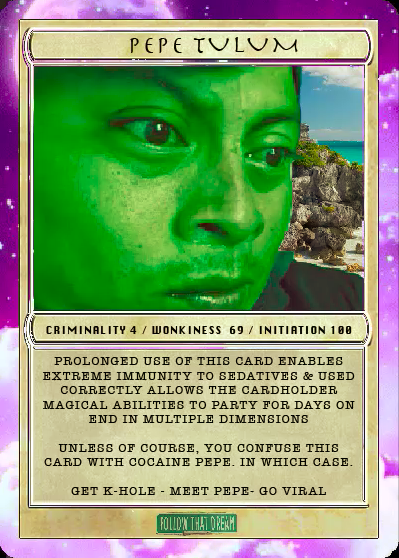 PEPE TULUM
CRIMINALITY 4 / WONKINESS 69 / INITIATION 100
PROLONGED USE OF THIS CARD ENABLES
EXTREME IMMUNITY TO SEDATIVES & USED
CORRECTLY ALLOWS THE CARDHOLDER
MAGICAL ABILITIES TO PARTY FOR DAYS ON
END IN MULTIPLE DIMENSIONS
UNLESS OF COURSE, YOU CONFUSE THIS
CARD WITH COCAINE PEPE. IN WHICH CASE.
GET K-HOLE - MEET PEPE- GO VIRAL
FOLLOW THAT DREAM